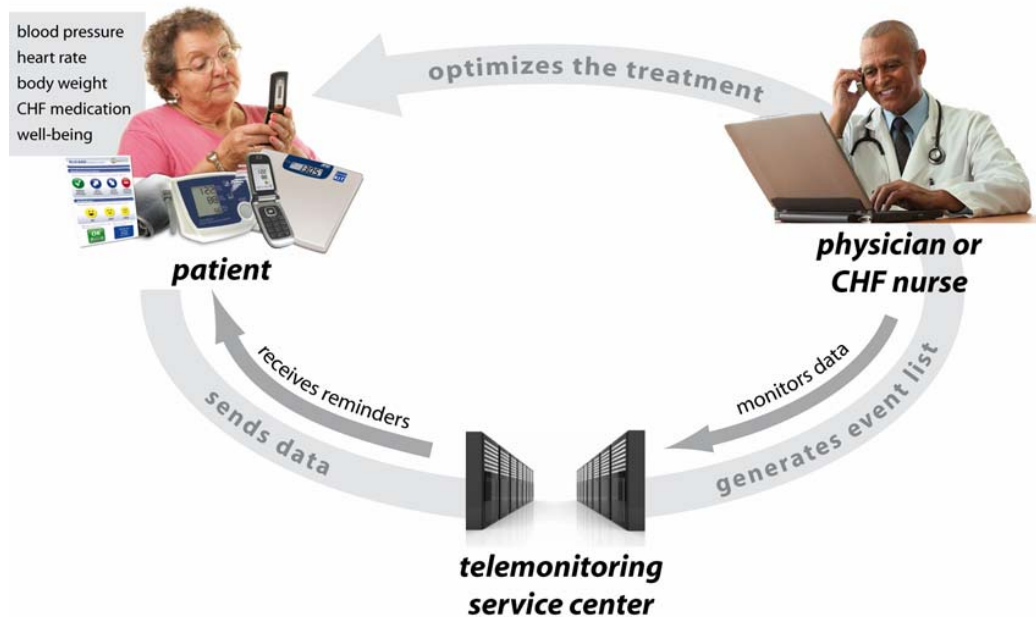 blood pressure
heart rate
body weight
CHF medication
well-being
optimizes the treatment
patient
physician or
CHF nurse
receives reminders
sends data
monitors data
generates event list
telemonitoring
service center